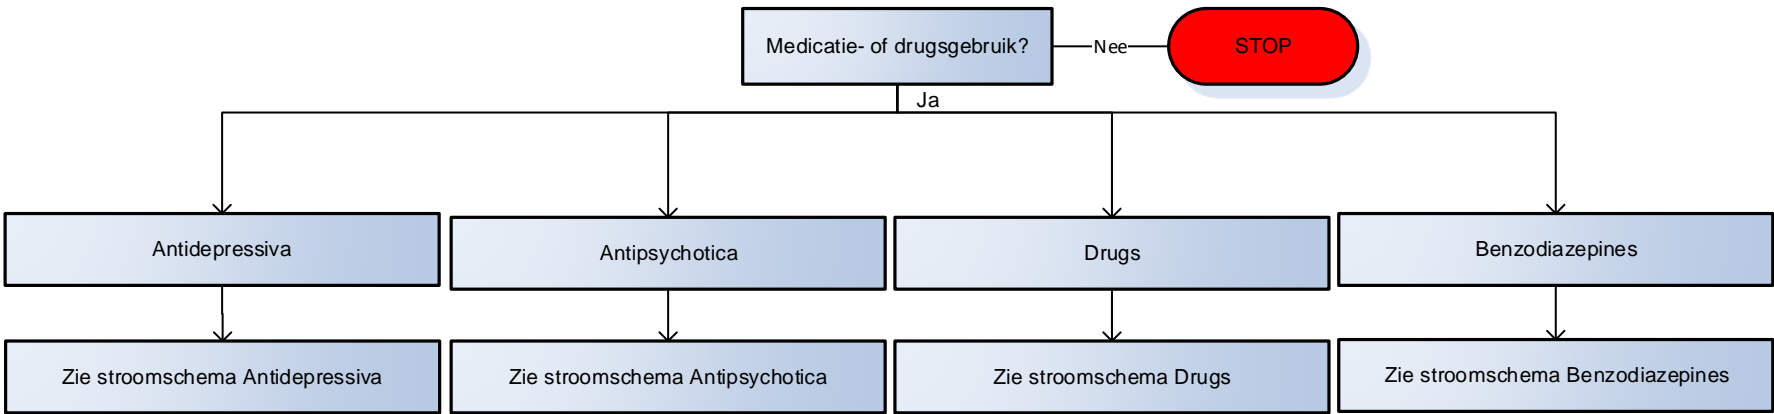 Medicatie- of drugsgebruik?
Nee
STOP
Ja
Antidepressiva
Antipsychotica
Drugs
Benzodiazepines
Zie stroomschema Antidepressiva
Zie stroomschema Antipsychotica
Zie stroomschema Drugs
Zie stroomschema Benzodiazepines